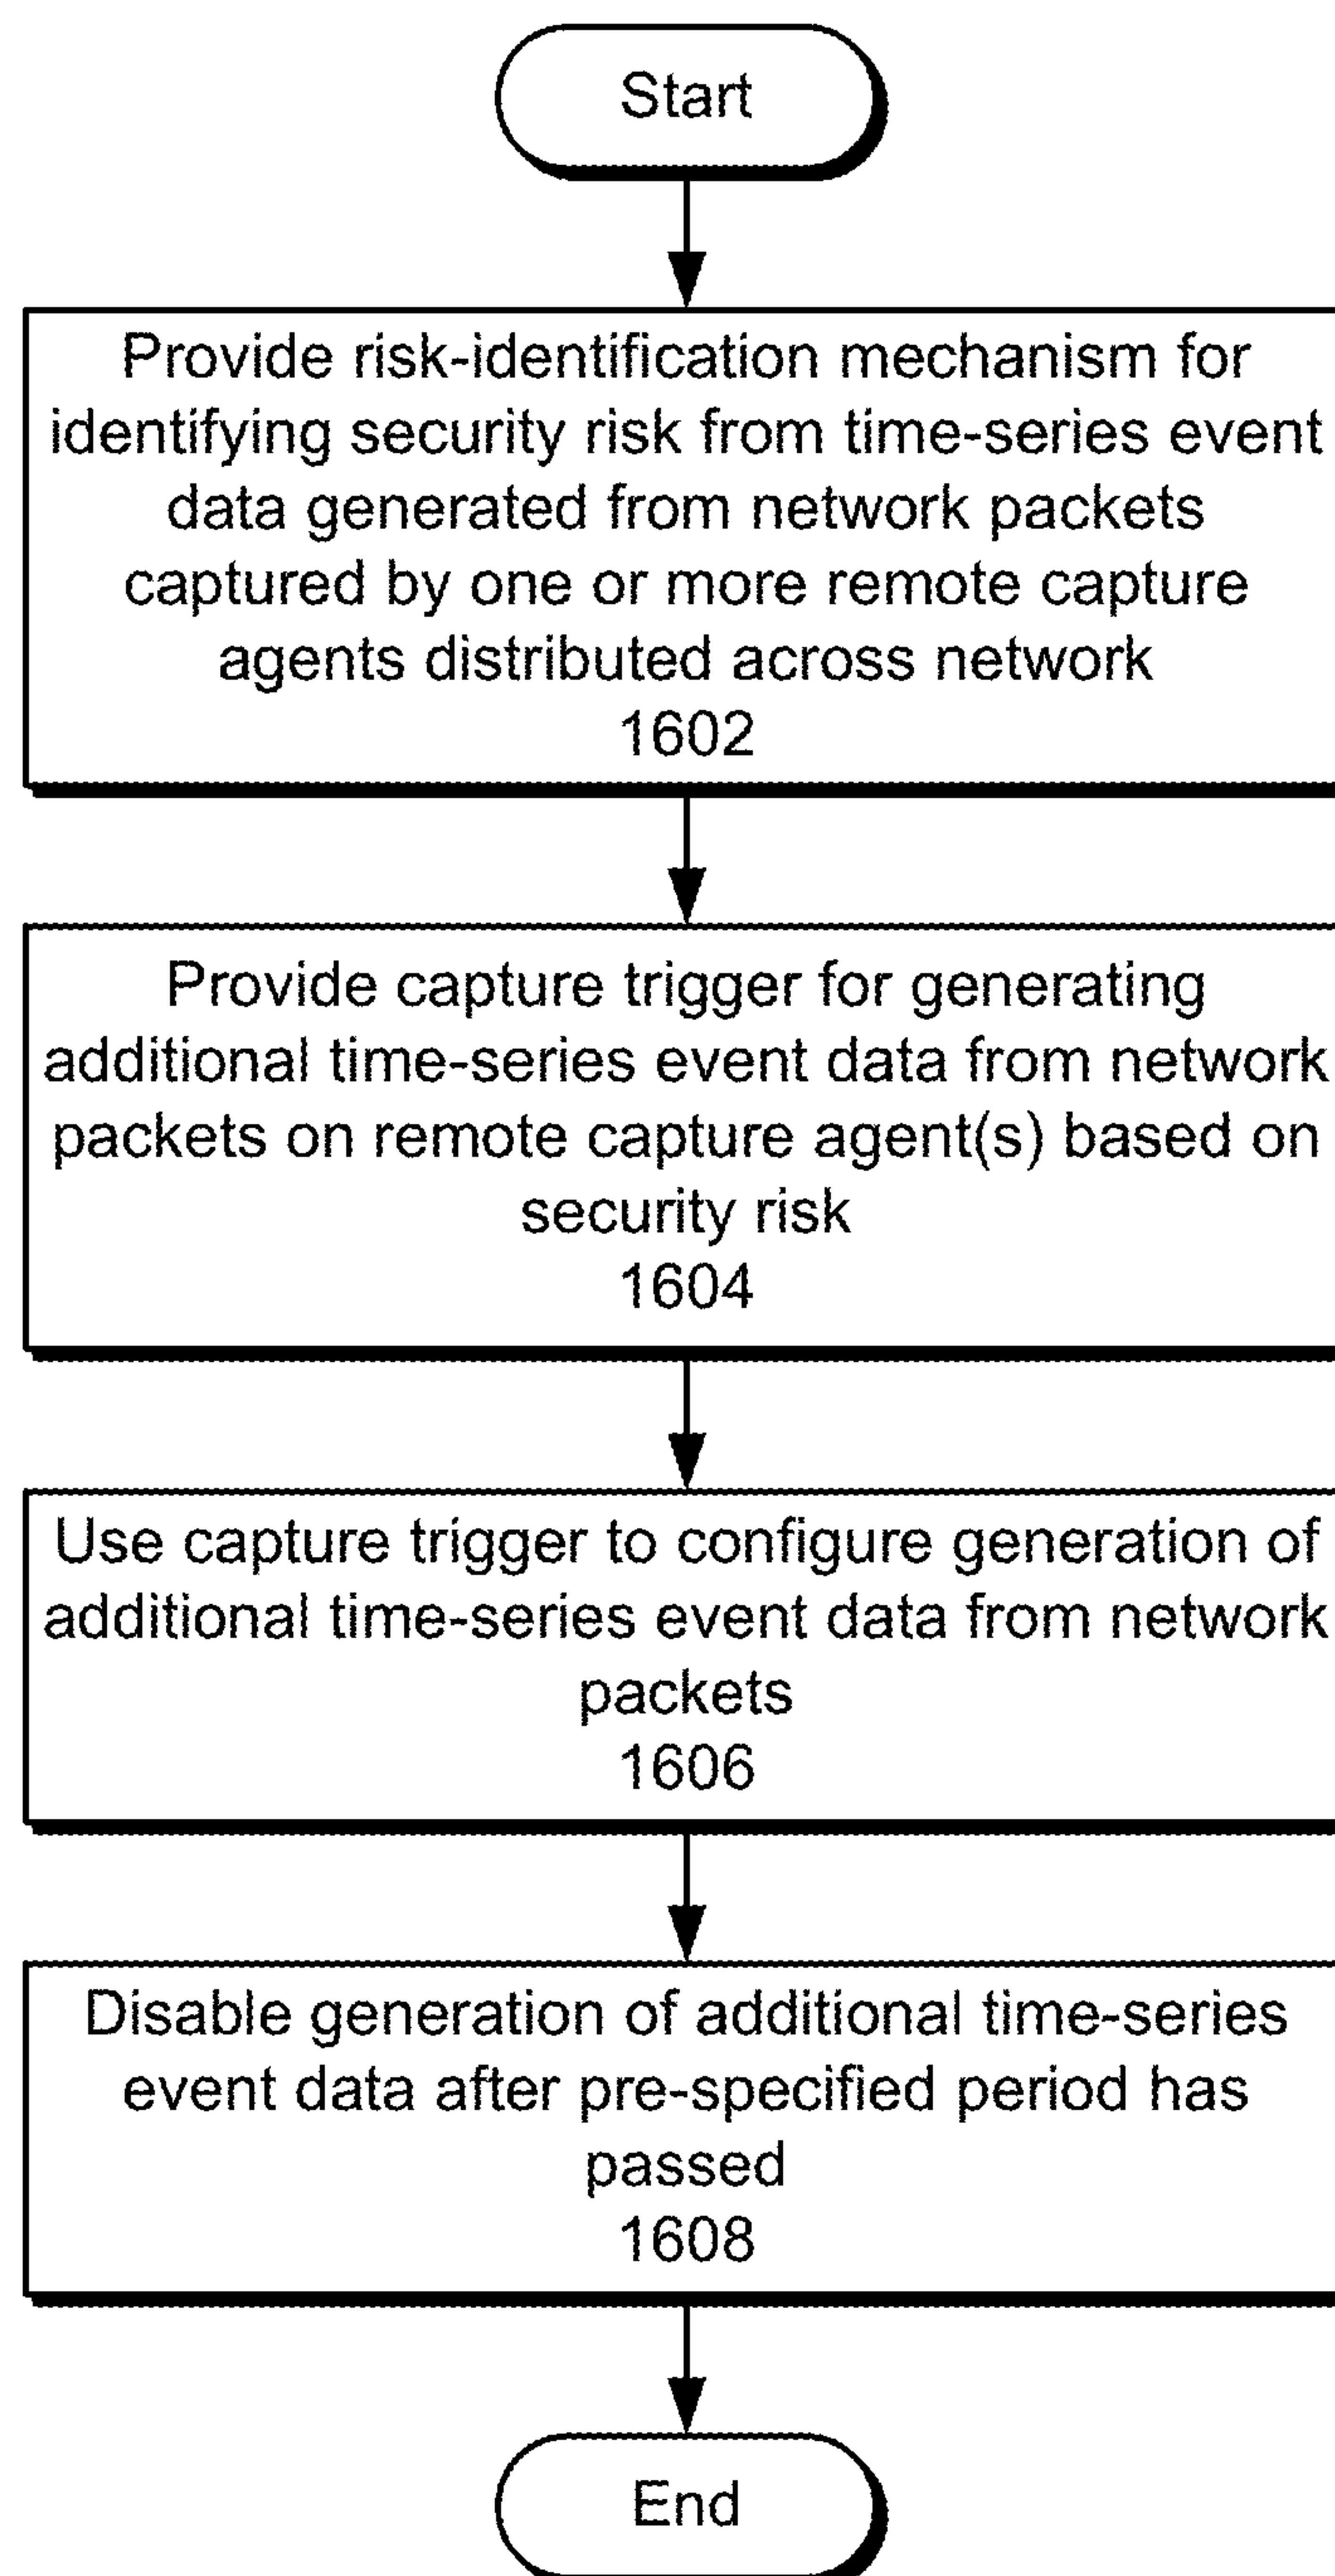 Start
Provide risk-identification mechanism for
identifying security risk from time-series event
data generated from network packets
captured by one or more remote capture
agents distributed across network
1602
Provide capture trigger for generating
additional time-series event data from network
packets on remote capture agent(s) based on
security risk
1604
Use capture trigger to configure generation of
additional time-series event data from network
packets
1606
Disable generation of additional time-series
event data after pre-specified period has
passed
1608
End